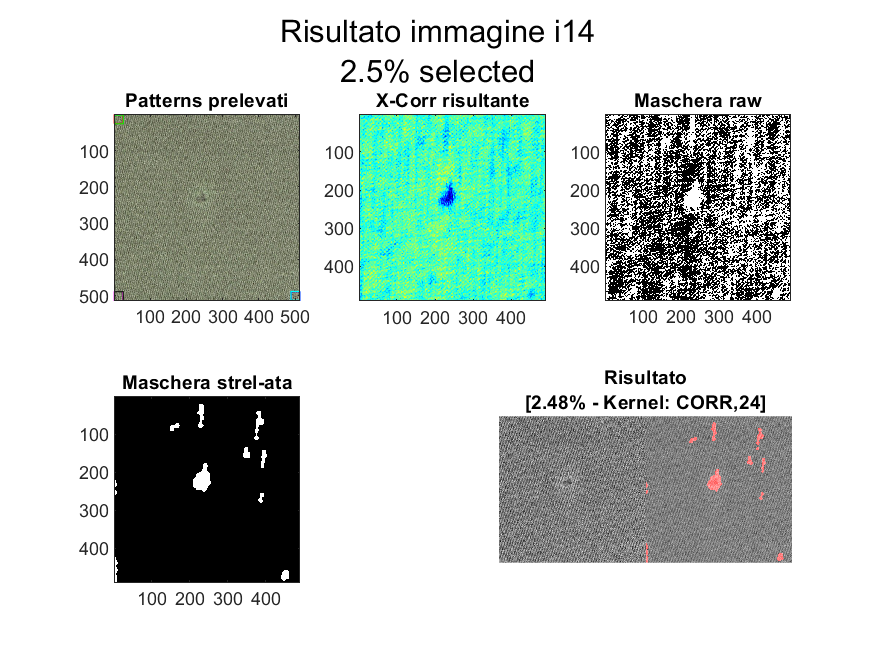 Risultato immagine i14
2.5% selected
Patterns prelevati
X-Corr risultante
Maschera raw
100
200
300
400
500
100 200 300 400 500
100
200
300
400
100 200 300 400
100
200
300
400
100 200 300 400
Maschera strel-ata
100
200
300
400
100 200 300 400
Risultato
[2.48% - Kernel: CORR,24]